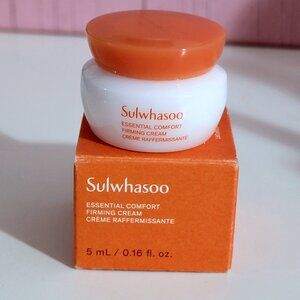 Sulwhasoo
ESSENTIAL COMFORT
FIRMING CREAM
CRÈME RAFFERMISSANTE
Sulwhasoo
ESSENTIAL COMFORT
FIRMING CREAM
CRÈME RAFFERMISSANTE
5 mL / 0.16 fl. oz.